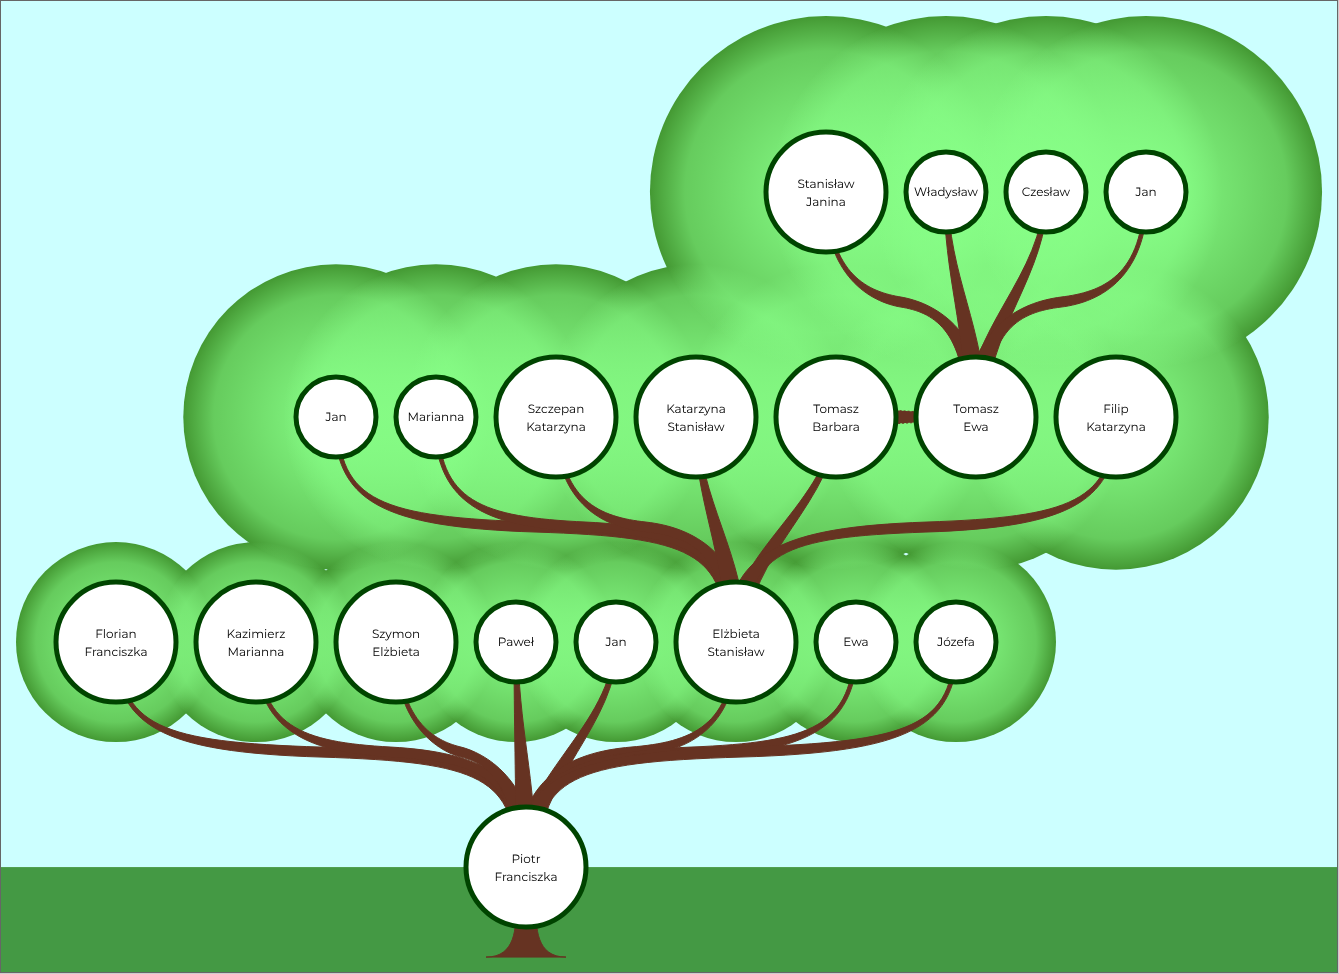 Stanisław
Janina
Władysław
Czesław
Jan
Jan
Marianna
Szczepan
Katarzyna
Katarzyna
Stanisław
Tomasz
Barbara
Tomasz
Ewa
Filip
Katarzyna
Florian
Franciszka
Kazimierz
Marianna
Szymon
Elżbieta
Paweł
Jan
Elżbieta
Stanisław
Ewa
Józefa
Piotr
Franciszka